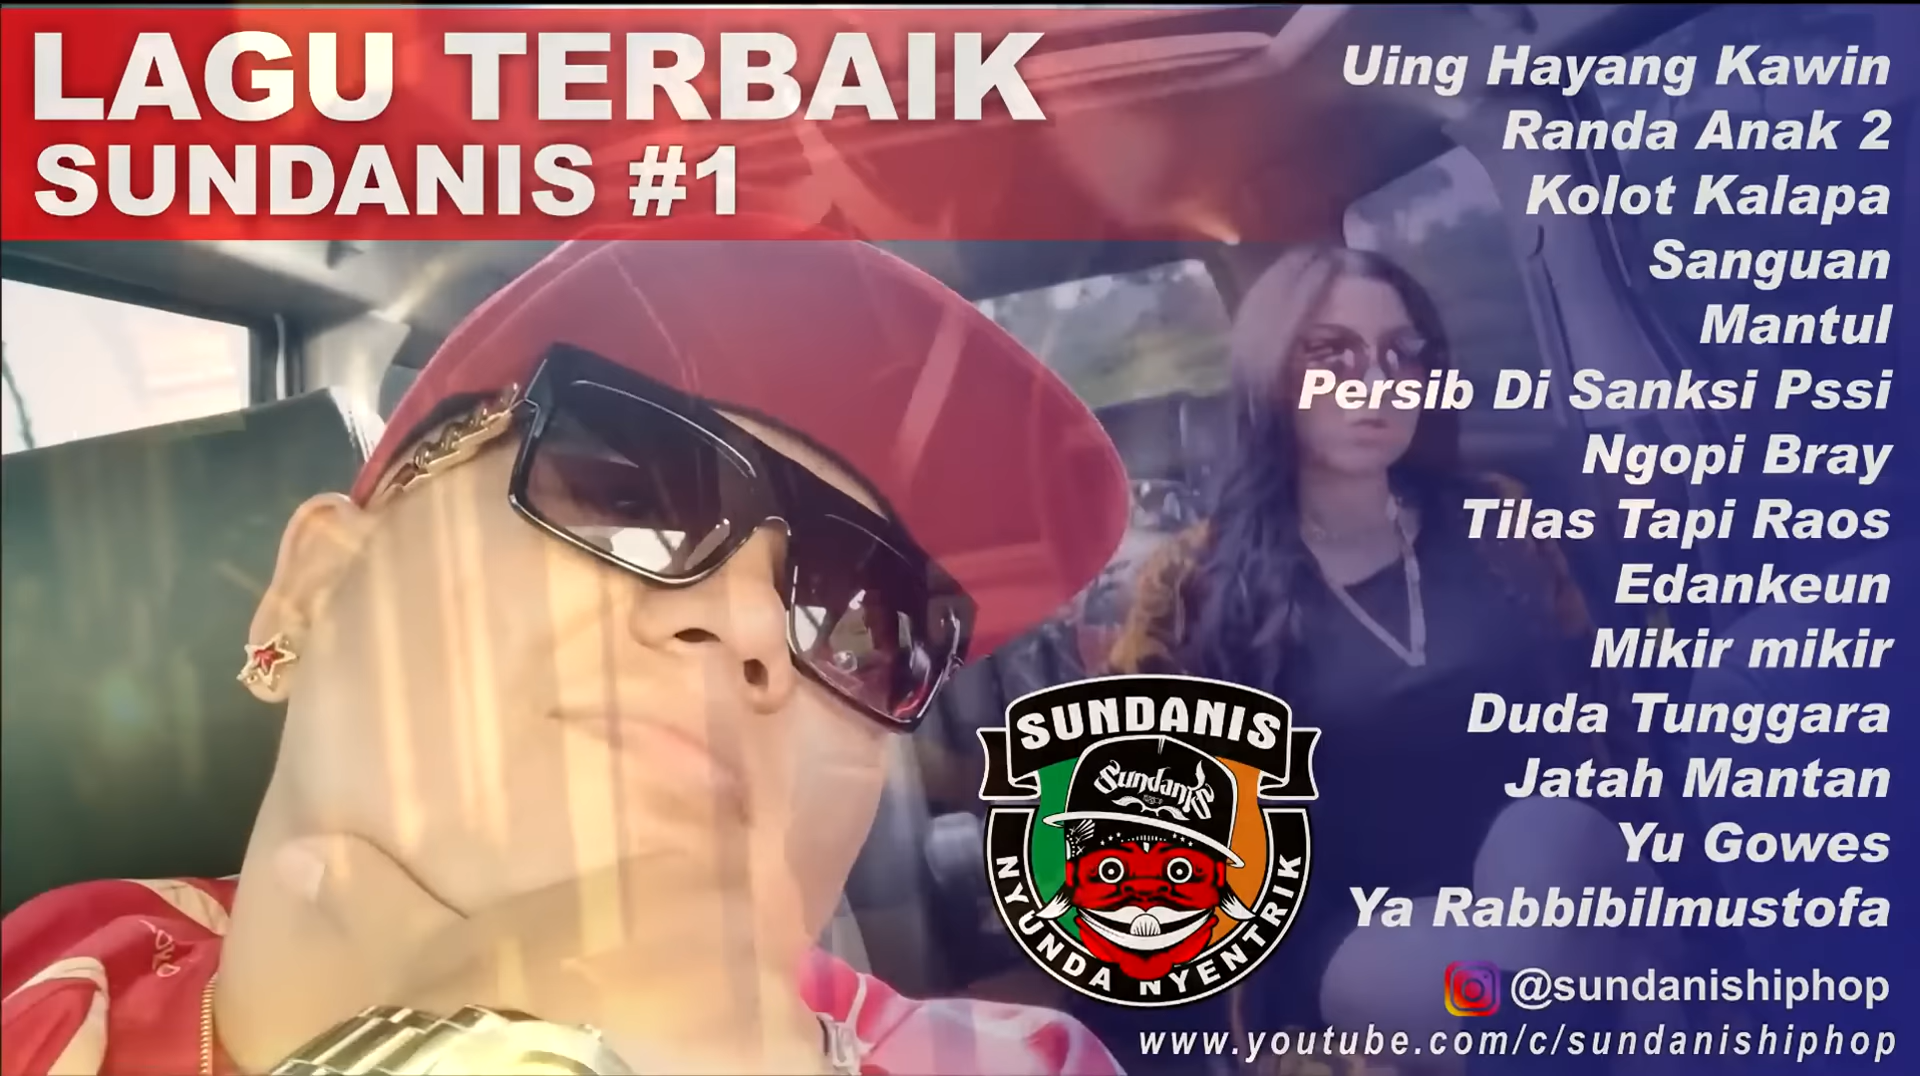 LAGU TERBAIK
SUNDANIS #1
Uing Hayang Kawin
Randa Anak 2
Kolot Kalapa
Sanguan
Mantul
Persib Di Sanksi Pssi
Ngopi Bray
Tilas Tapi Raos
Edankeun
Mikir mikir
Duda Tunggara
Jatah Mantan
Yu Gowes
Ya Rabbibilmustofa
@sundanishiphop
www.youtube.com/c/sundanishiphop
SUNDANIS
Sundanis
NYUNDA NYENTRIK